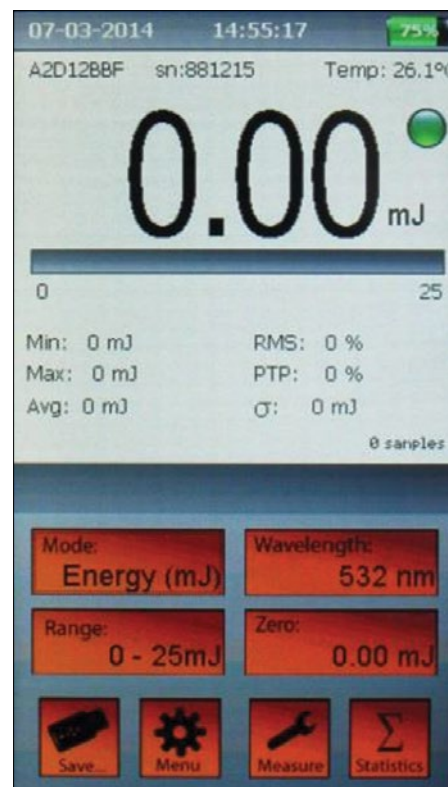 07-03-2014 14:55:17 75%
A2D12BBF sn:881215 Temp: 26.1°C
0.00 mJ
0 25
Min: 0 mJ RMS: 0 %
Max: 0 mJ PTP: 0 %
Avg: 0 mJ σ: 0 mJ
0 samples
Mode: Wavelength:
Energy (mJ) 532 nm
Range: Zero:
0 - 25mJ 0.00 mJ
Save... Menu Measure Σ Statistics